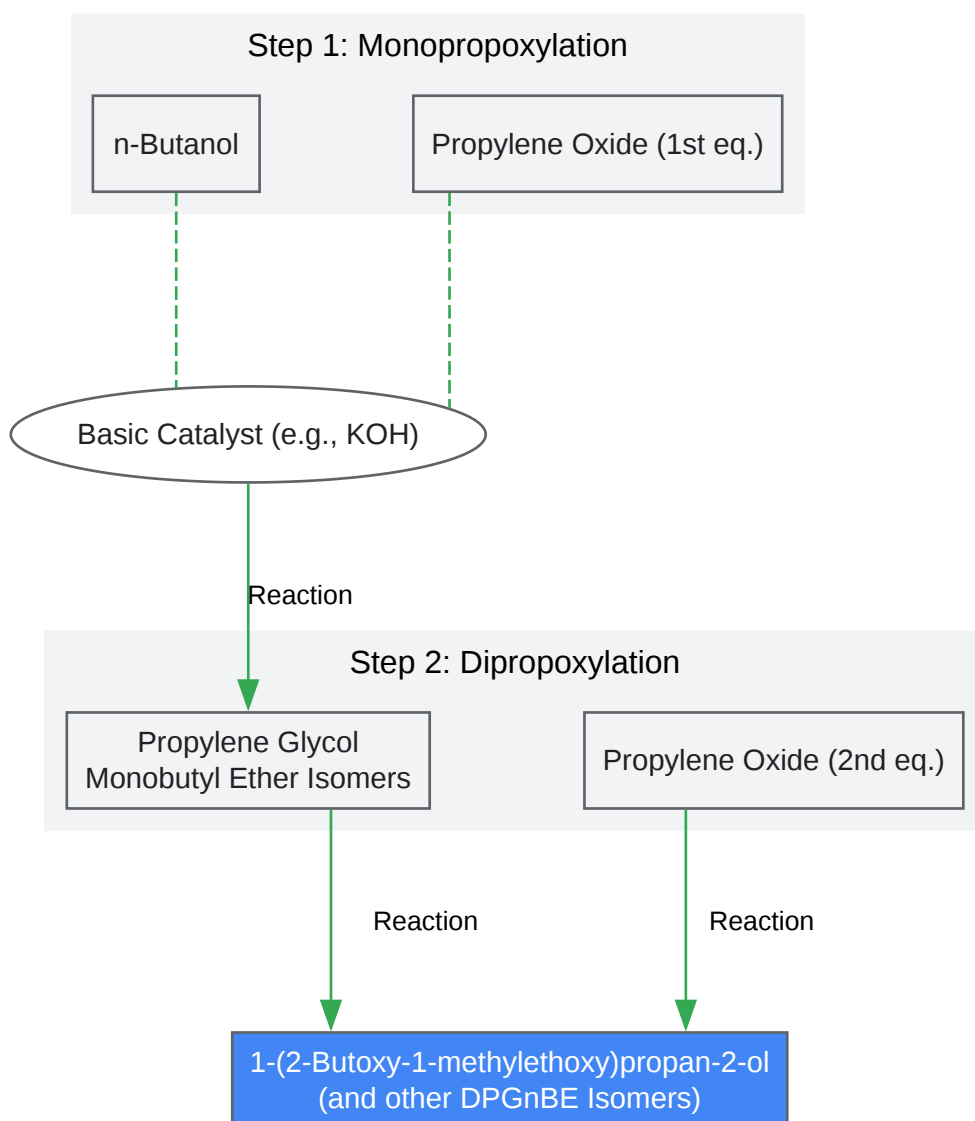 Step 1: Monopropoxylation
n-Butanol
Propylene Oxide (1st eq.)
Basic Catalyst (e.g., KOH)
Reaction
Step 2: Dipropoxylation
Propylene Glycol
Monobutyl Ether Isomers
Propylene Oxide (2nd eq.)
Reaction
Reaction
1-(2-Butoxy-1-methylethoxy)propan-2-ol
(and other DPGnBE Isomers)